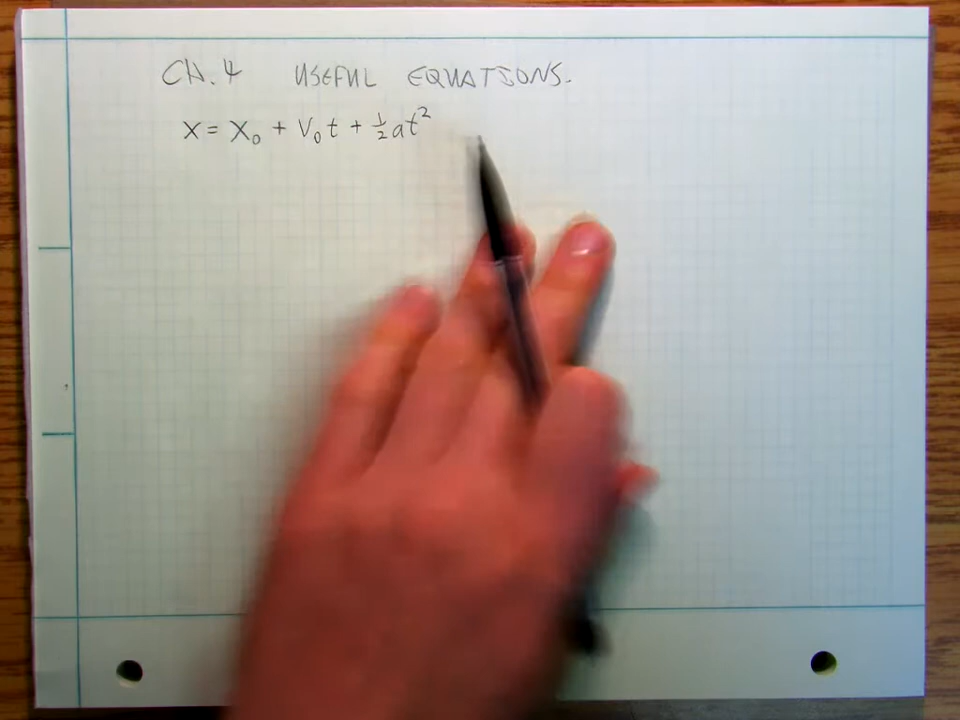 CH.4 USEFUL EQUATIONS.
x = x₀ + v₀t + ½at²